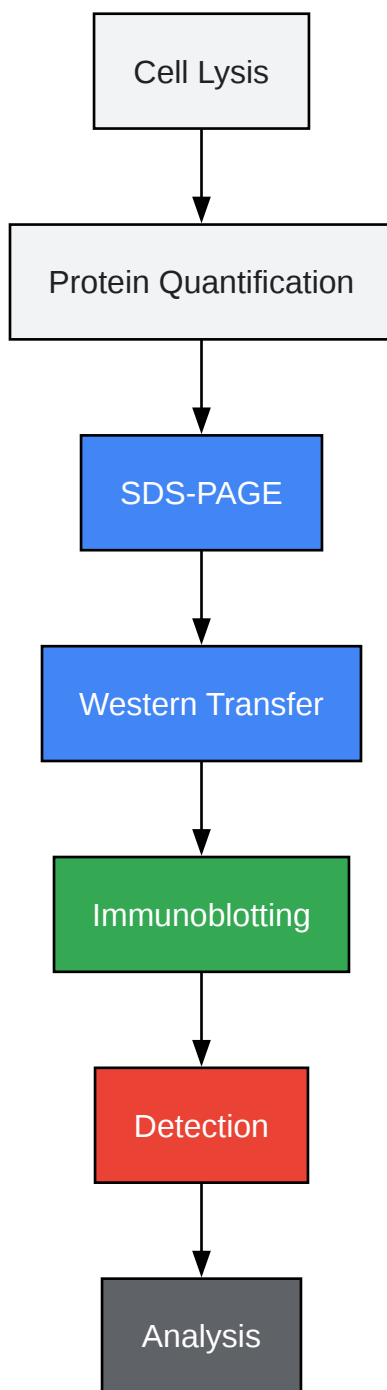 Cell Lysis
Protein Quantification
SDS-PAGE
Western Transfer
Immunoblotting
Detection
Analysis